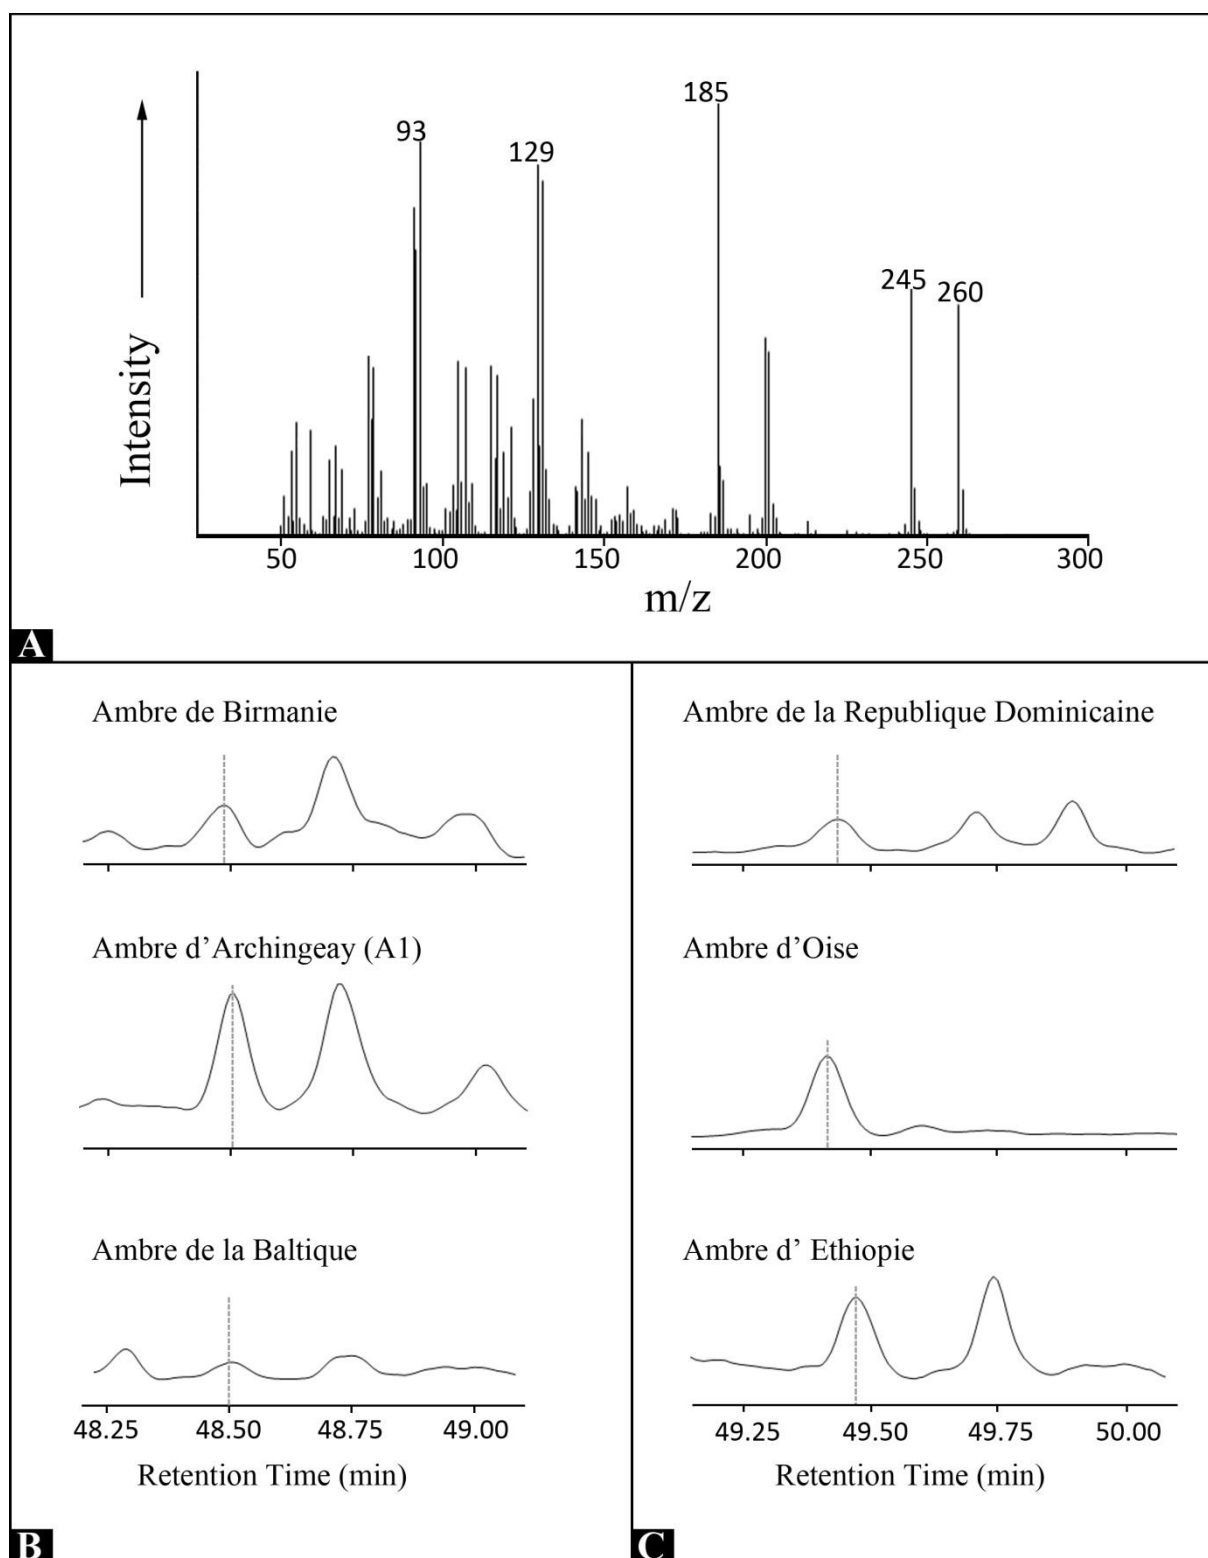 185
93
129
245
260
Intensity
50 100 150 200 250 300
m/z
A
Ambre de Birmanie
Ambre d'Archingeay (A1)
Ambre de la Baltique
48.25 48.50 48.75 49.00
Retention Time (min)
B
Ambre de la Republique Dominicaine
Ambre d'Oise
Ambre d' Ethiopie
49.25 49.50 49.75 50.00
Retention Time (min)
C